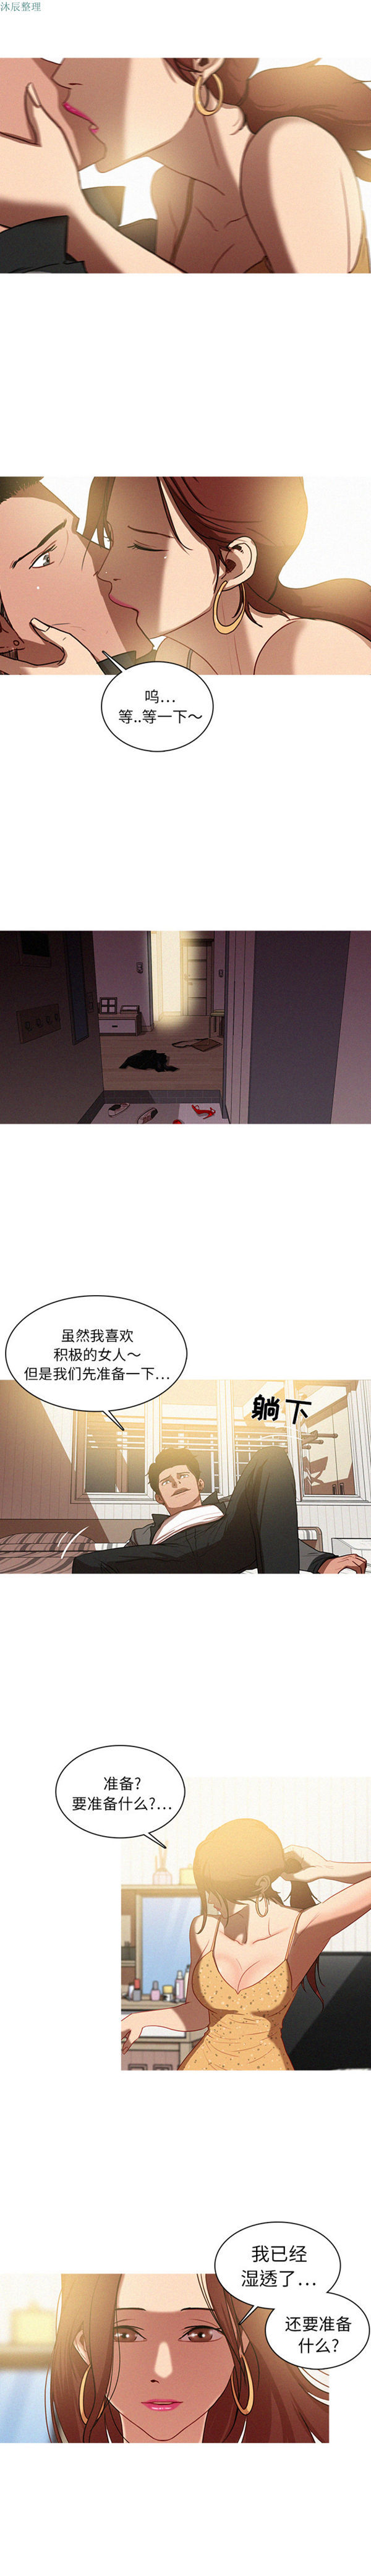 沐辰整理
呜...
等..等一下～
虽然我喜欢
积极的女人～
但是我们先准备一下...
躺下
准备?
要准备什么?...
我已经
湿透了...
还要准备
什么?